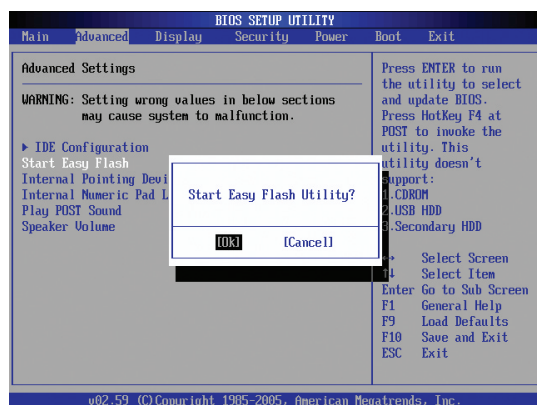 BIOS SETUP UTILITY
Main Advanced Display Security Power Boot Exit
Advanced Settings
WARNING: Setting wrong values in below sections
may cause system to malfunction.
▶ IDE Configuration
Start Easy Flash
Internal Pointing Devi
Internal Numeric Pad L
Play POST Sound
Speaker Volume
Start Easy Flash Utility?
[Ok] [Cancel]
Press ENTER to run
the utility to select
and update BIOS.
Press HotKey F4 at
POST to invoke the
utility. This
utility doesn't
support:
1.CDROM
2.USB HDD
3.Secondary HDD
↔ Select Screen
↑↓ Select Item
Enter Go to Sub Screen
F1 General Help
F9 Load Defaults
F10 Save and Exit
ESC Exit
v02.59 (C)Copyright 1985-2005, American Megatrends, Inc.